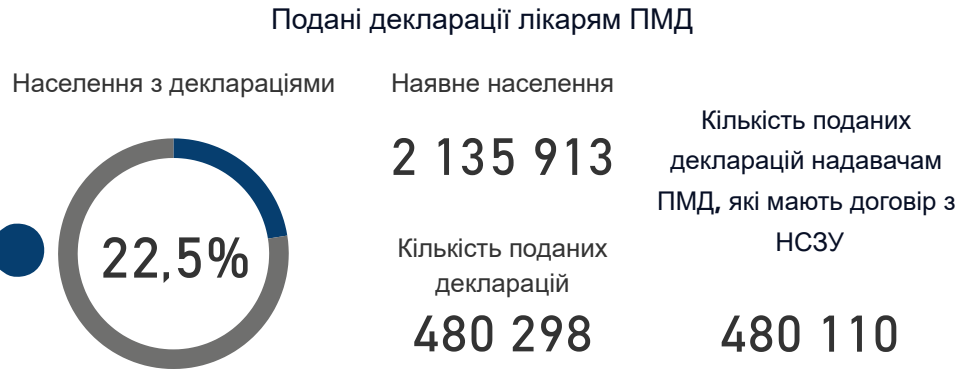 Подані декларації лікарям ПМД
Населення з деклараціями
22,5%
Наявне населення
2 135 913
Кількість поданих
декларацій
480 298
Кількість поданих
декларацій надавачам
ПМД, які мають договір з
НСЗУ
480 110